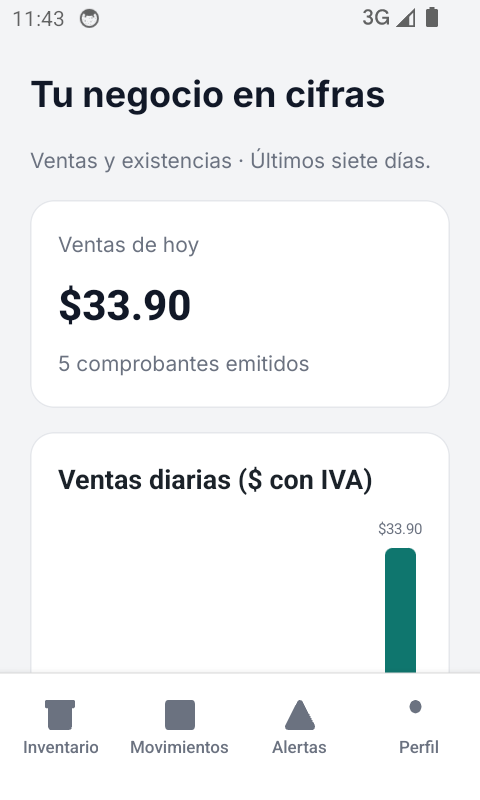 11:43
3G
Tu negocio en cifras
Ventas y existencias · Últimos siete días.
Ventas de hoy
$33.90
5 comprobantes emitidos
Ventas diarias ($ con IVA)
$33.90
Inventario
Movimientos
Alertas
Perfil